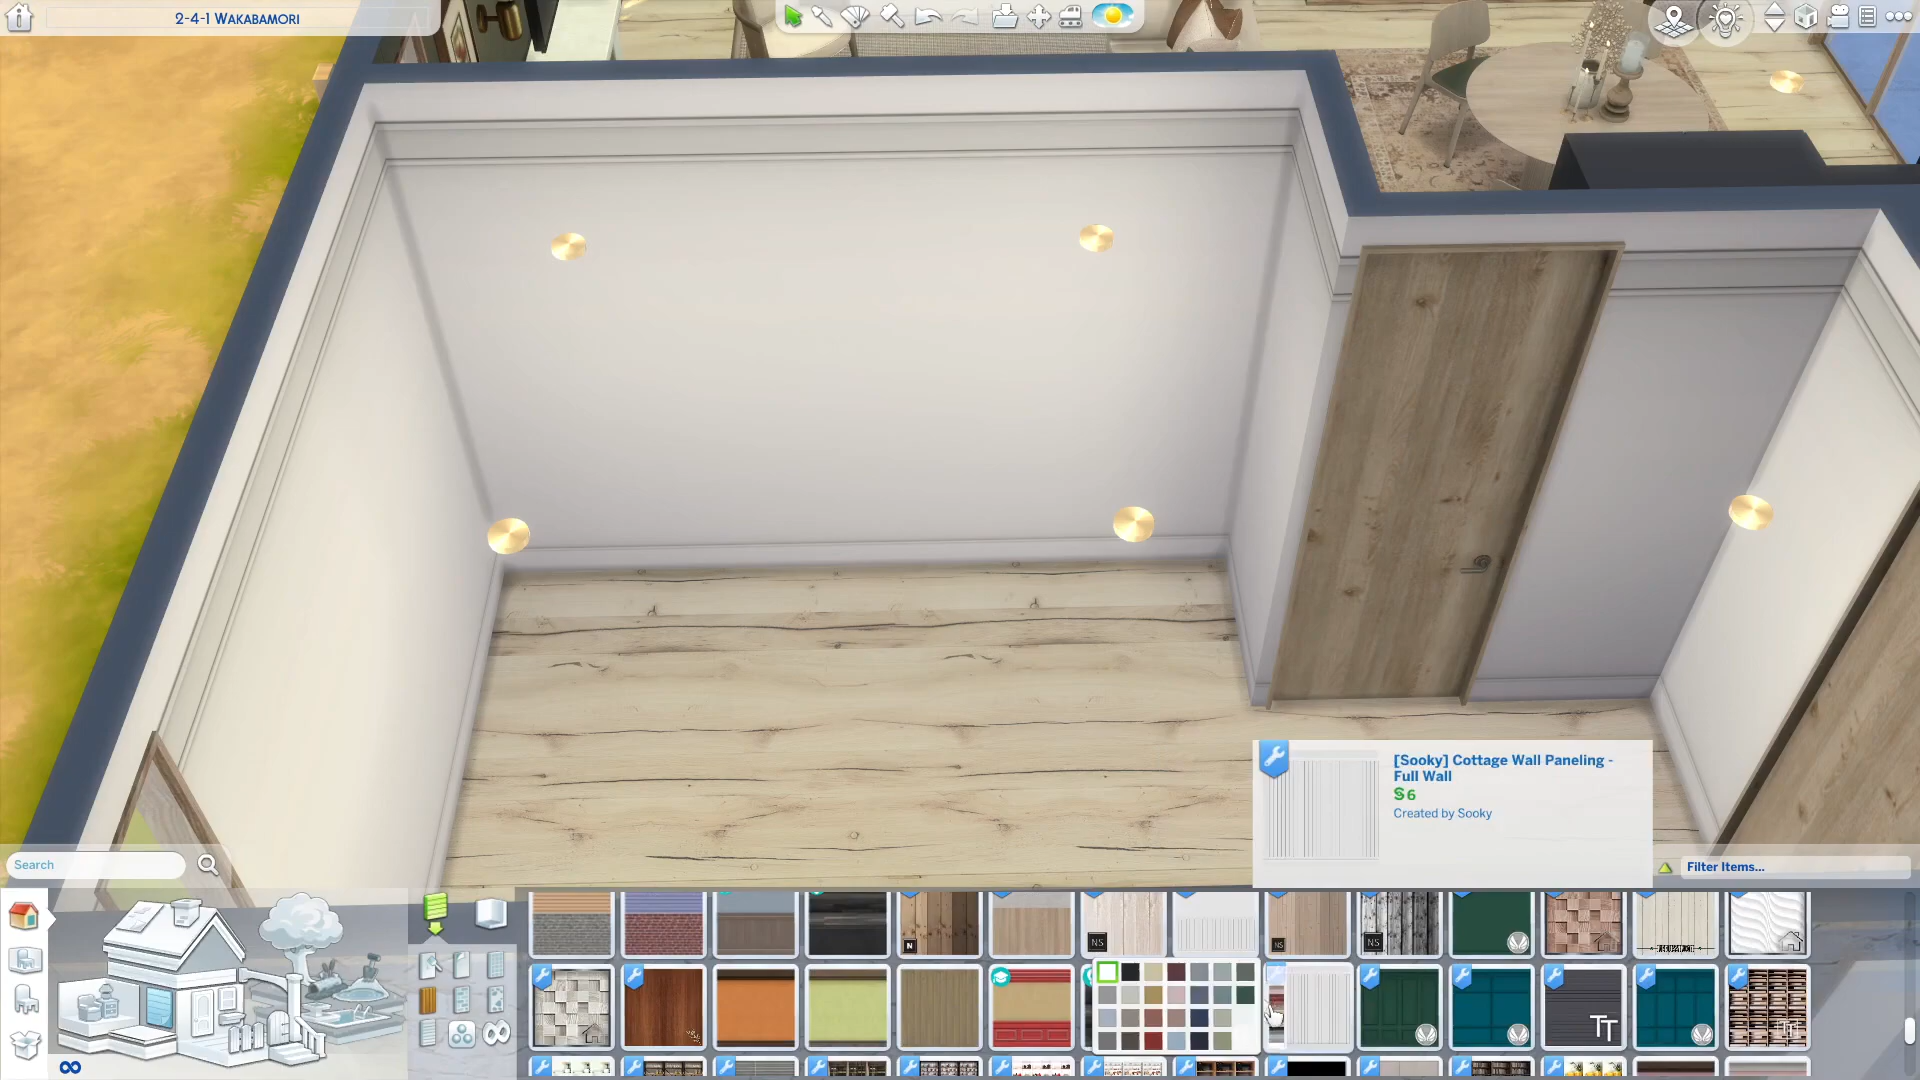 2-4-1 Wakabamori
[Sooky] Cottage Wall Paneling -
Full Wall
§6
Created by Sooky
Search
Filter Items...
N
NS
NS
NS
TT